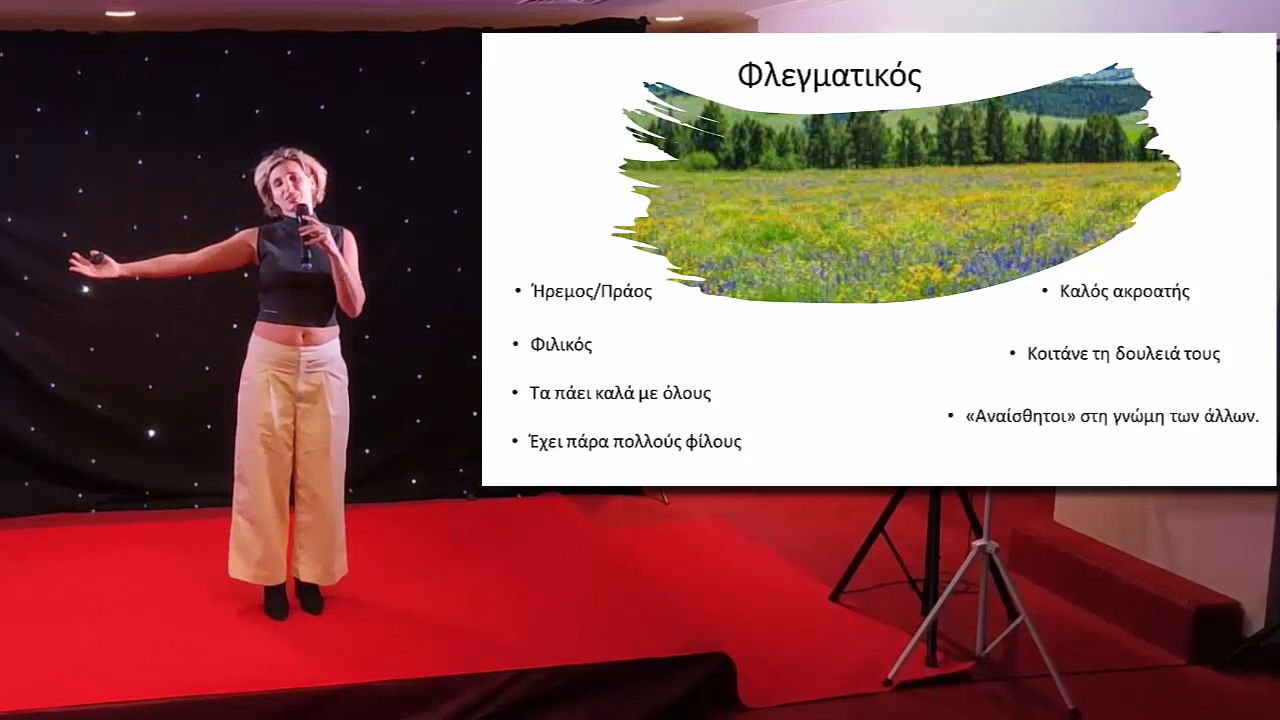 Φλεγματικός
• Ήρεμος/Πράος
• Φιλικός
• Τα πάει καλά με όλους
• Έχει πάρα πολλούς φίλους
• Καλός ακροατής
• Κοιτάνε τη δουλειά τους
• «Αναίσθητοι» στη γνώμη των άλλων.